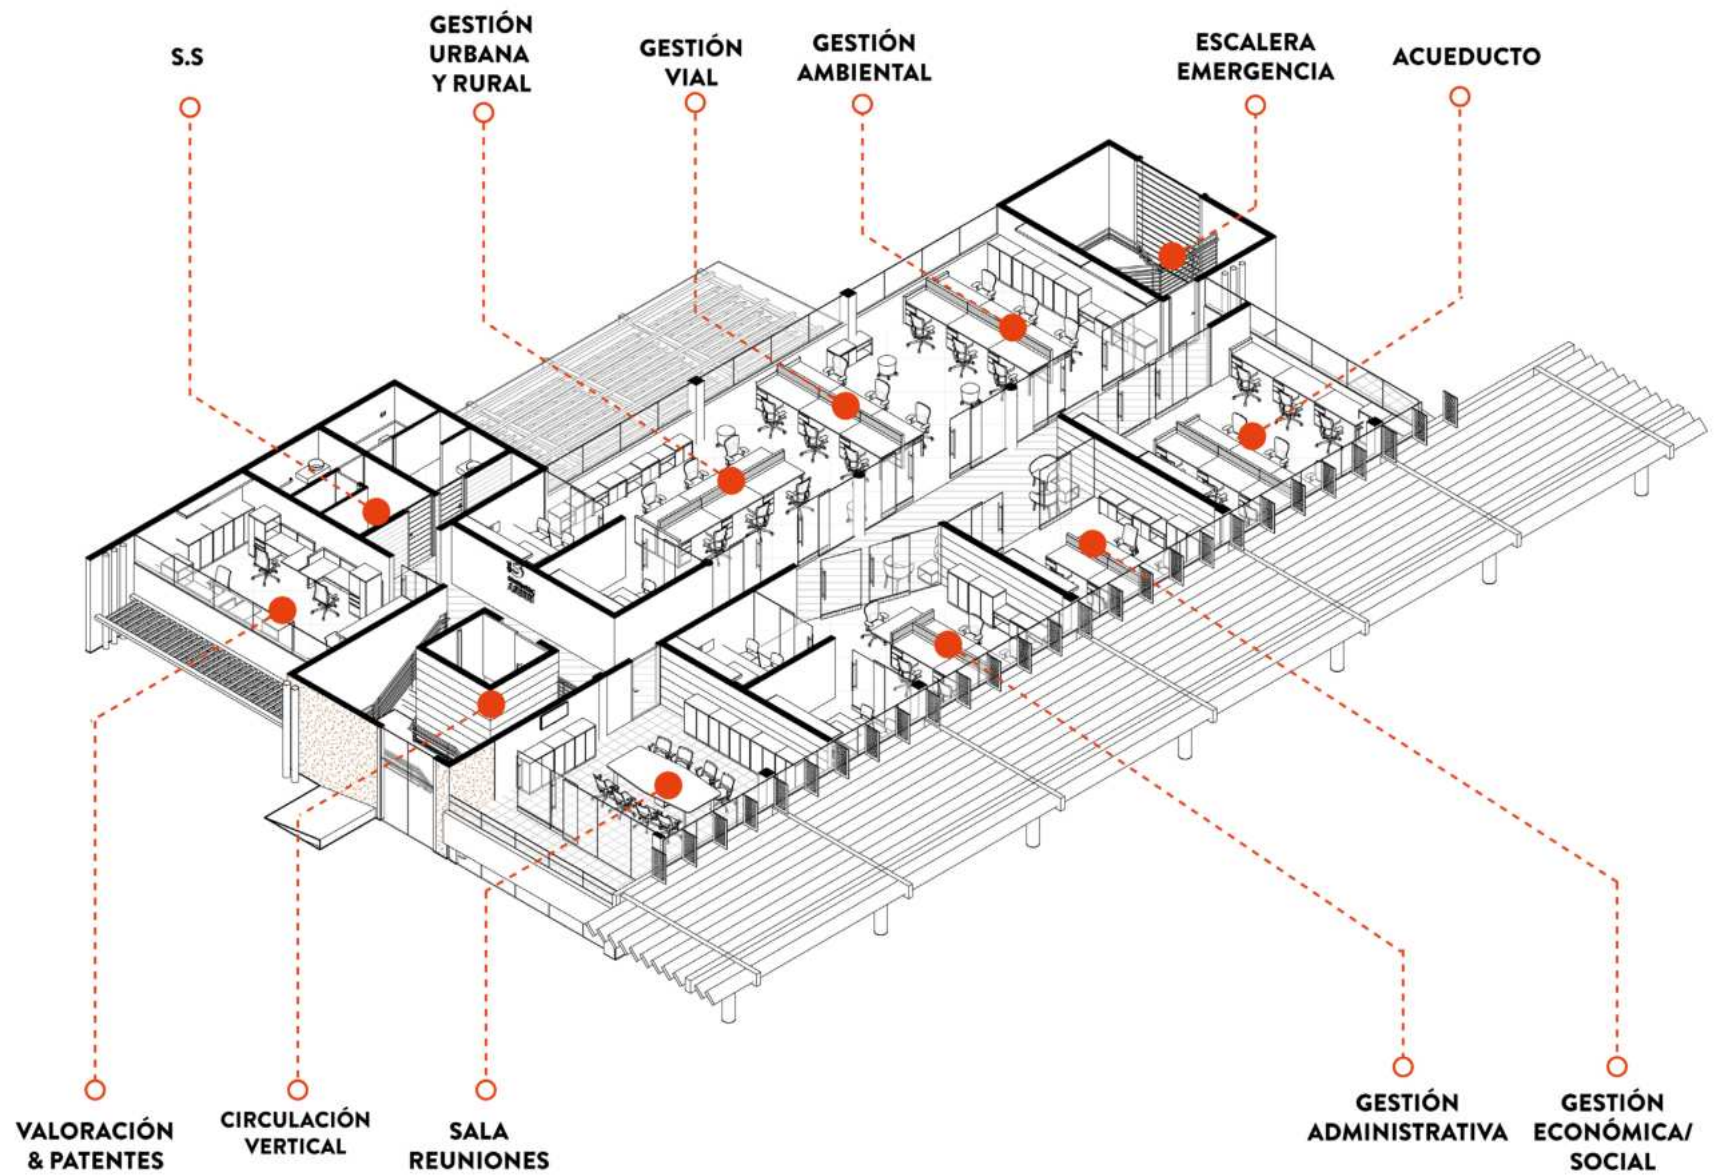 S.S
GESTIÓN
URBANA
Y RURAL
GESTIÓN
VIAL
GESTIÓN
AMBIENTAL
ESCALERA
EMERGENCIA
ACUEDUCTO
VALORACIÓN
& PATENTES
CIRCULACIÓN
VERTICAL
SALA
REUNIONES
GESTIÓN
ADMINISTRATIVA
GESTIÓN
ECONÓMICA/
SOCIAL